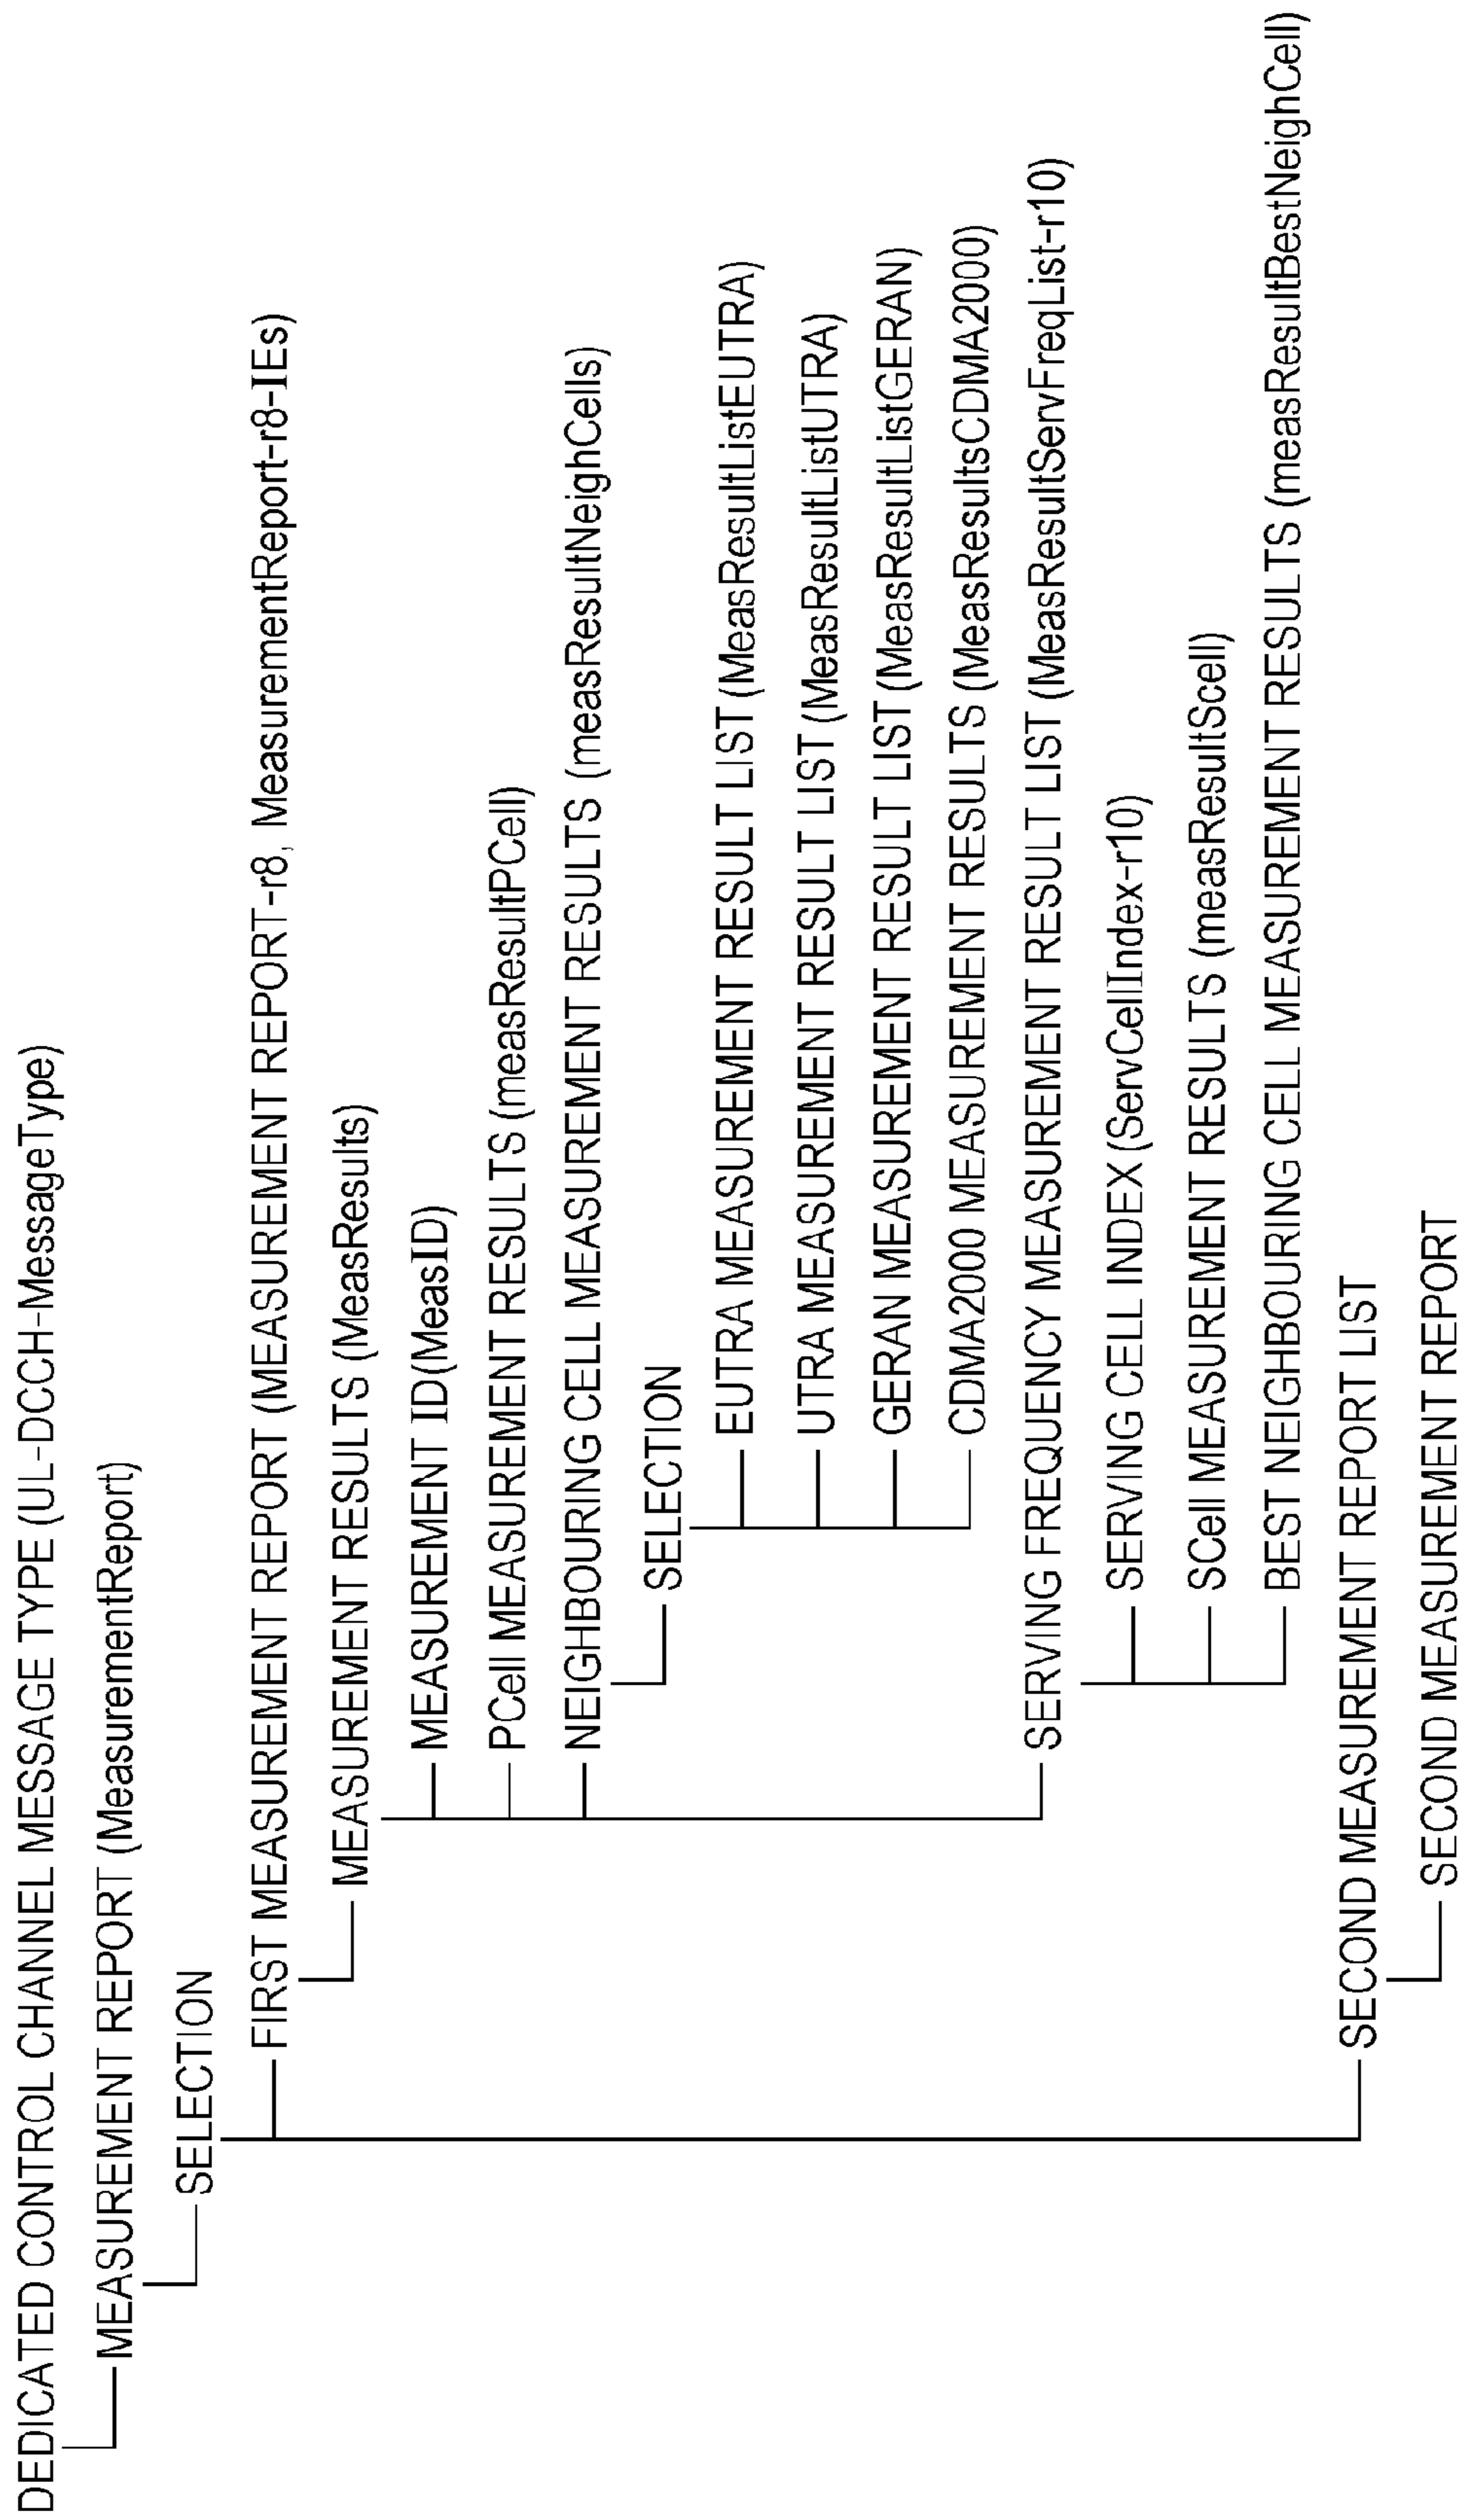 DEDICATED CONTROL CHANNEL MESSAGE TYPE (UL-DCCH-MessageType)
MEASUREMENT REPORT (MeasurementReport)
SELECTION
FIRST MEASUREMENT REPORT (MEASUREMENT REPORT-r8, MeasurementReport-r8-IEs)
MEASUREMENT RESULTS (MeasResults)
MEASUREMENT ID(MeasID)
PCell MEASUREMENT RESULTS (measResultPCell)
NEIGHBOURING CELL MEASUREMENT RESULTS (measResultNeighCells)
SELECTION
EUTRA MEASUREMENT RESULT LIST (MeasResultListEUTRA)
UTRA MEASUREMENT RESULT LIST (MeasResultListUTRA)
GERAN MEASUREMENT RESULT LIST (MeasResultListGERAN)
CDMA2000 MEASUREMENT RESULTS (MeasResultsCDMA2000)
SERVING FREQUENCY MEASUREMENT RESULT LIST (MeasResultServFreqList-r10)
SERVING CELL INDEX (ServCellIndex-r10)
SCell MEASUREMENT RESULTS (measResultScell)
BEST NEIGHBOURING CELL MEASUREMENT RESULTS (measResultBestNeighCell)
SECOND MEASUREMENT REPORT LIST
SECOND MEASUREMENT REPORT